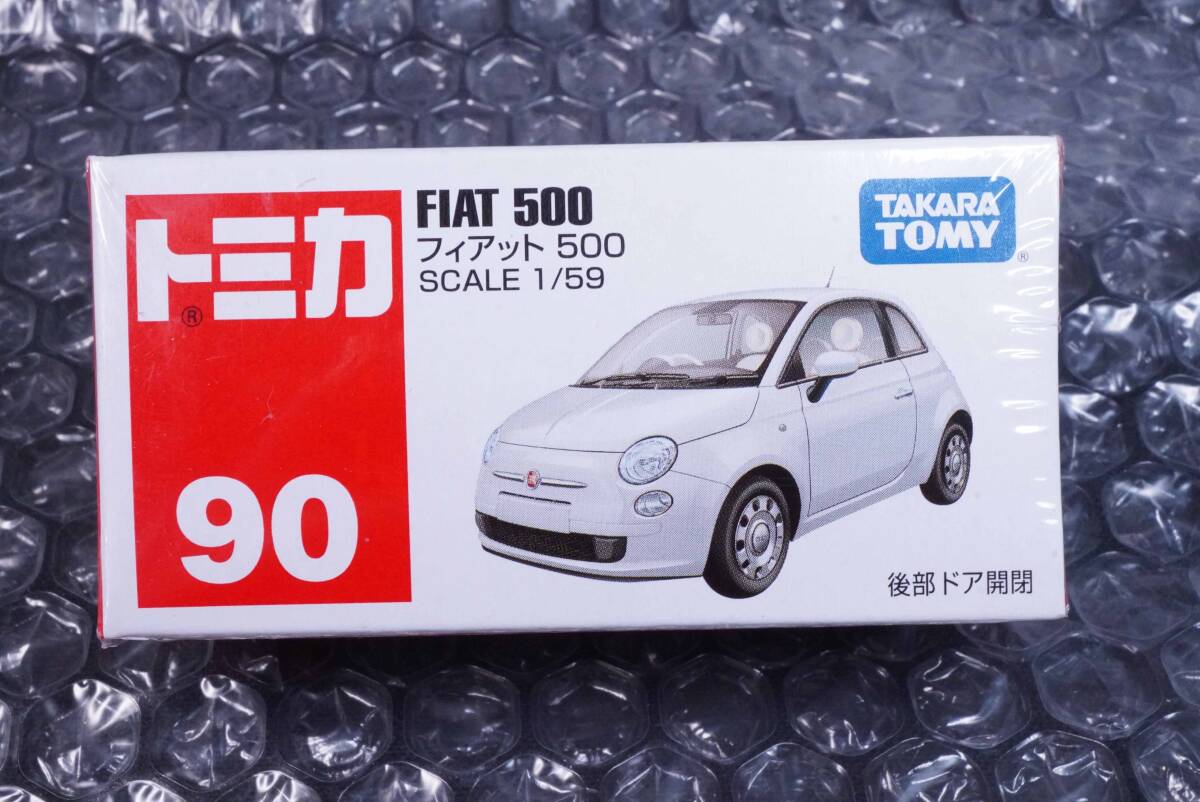 トミカ
®
90
FIAT 500
フィアット 500
SCALE 1/59
TAKARA
TOMY
®
後部ドア開閉